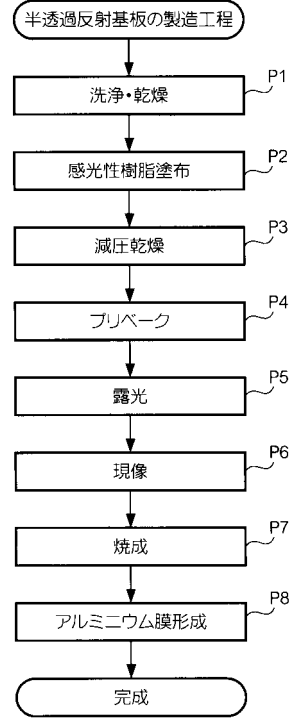 半透過反射基板の製造工程
P1
洗浄・乾燥
P2
感光性樹脂塗布
P3
減圧乾燥
P4
プリベーク
P5
露光
P6
現像
P7
焼成
P8
アルミニウム膜形成
完成